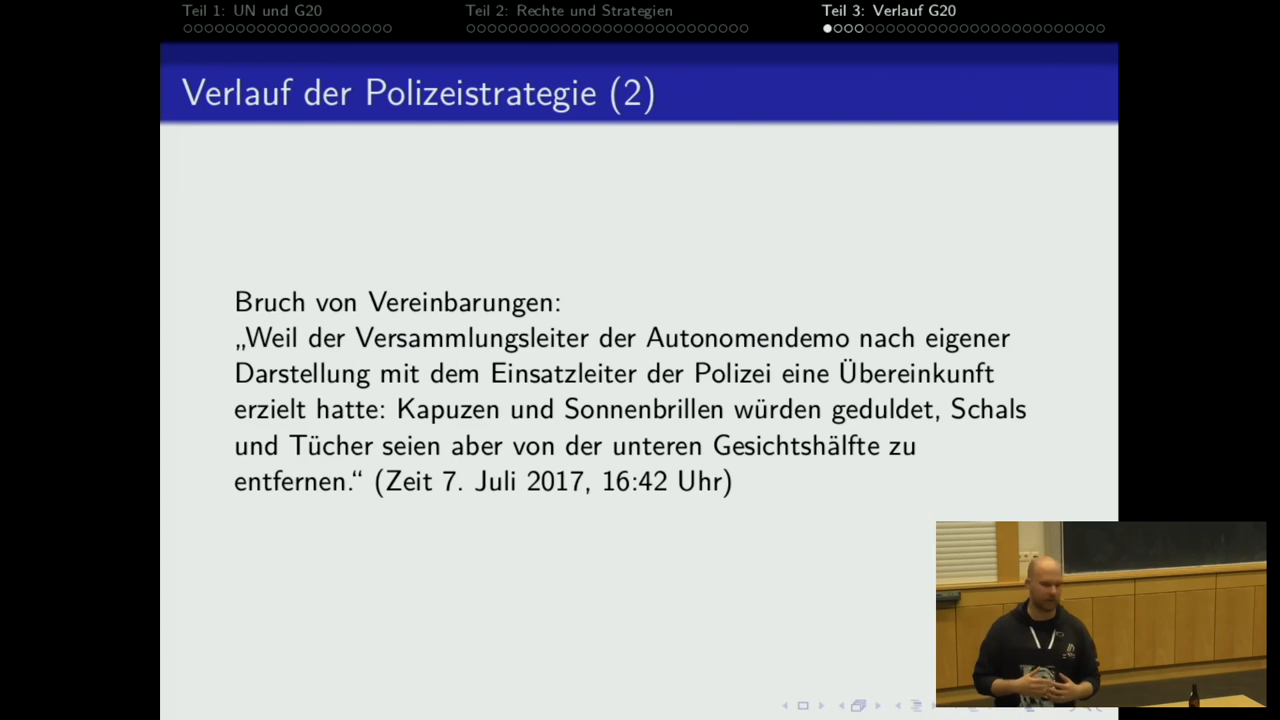 Teil 1: UN und G20
Teil 2: Rechte und Strategien
Teil 3: Verlauf G20
Verlauf der Polizeistrategie (2)
Bruch von Vereinbarungen:
„Weil der Versammlungsleiter der Autonomendemo nach eigener
Darstellung mit dem Einsatzleiter der Polizei eine Übereinkunft
erzielt hatte: Kapuzen und Sonnenbrillen würden geduldet, Schals
und Tücher seien aber von der unteren Gesichtshälfte zu
entfernen.“ (Zeit 7. Juli 2017, 16:42 Uhr)